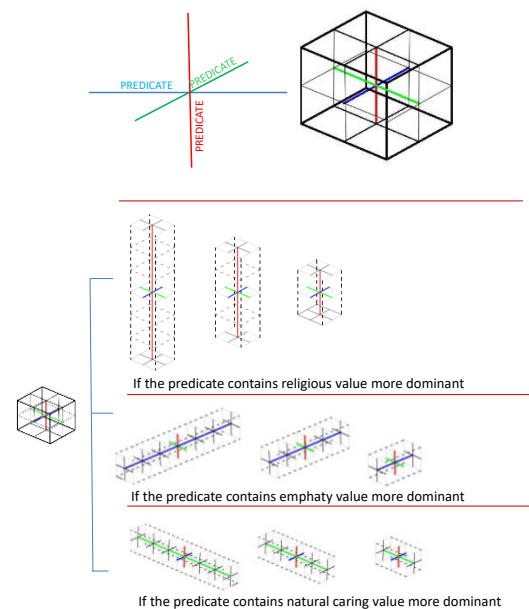 PREDICATE
PREDICATE
PREDICATE
If the predicate contains religious value more dominant
If the predicate contains emphaty value more dominant
If the predicate contains natural caring value more dominant